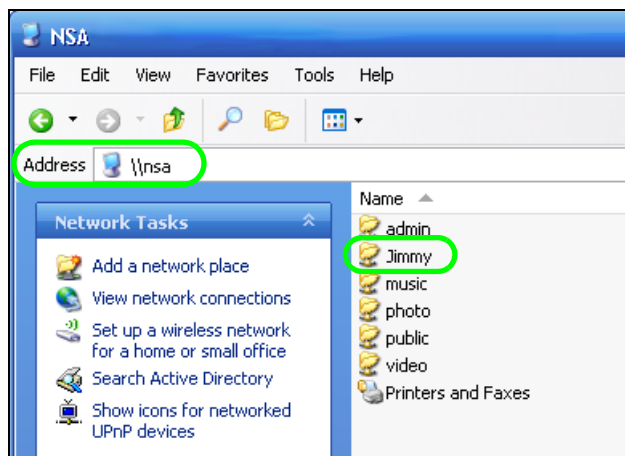 NSA
File Edit View Favorites Tools Help
Address \\nsa
Network Tasks
Add a network place
View network connections
Set up a wireless network
for a home or small office
Search Active Directory
Show icons for networked
UPnP devices
Name
admin
Jimmy
music
photo
public
video
Printers and Faxes